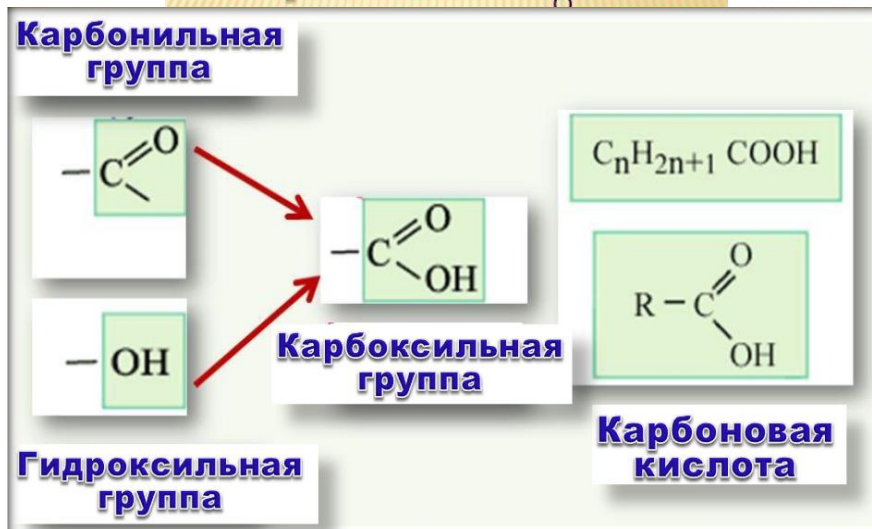 Карбонильная
группа
O
— C
— OH
Гидроксильная
группа
O
— C
OH
Карбоксильная
группа
CₙH₂ₙ₊₁ COOH
O
R — C
OH
Карбоновая
кислота